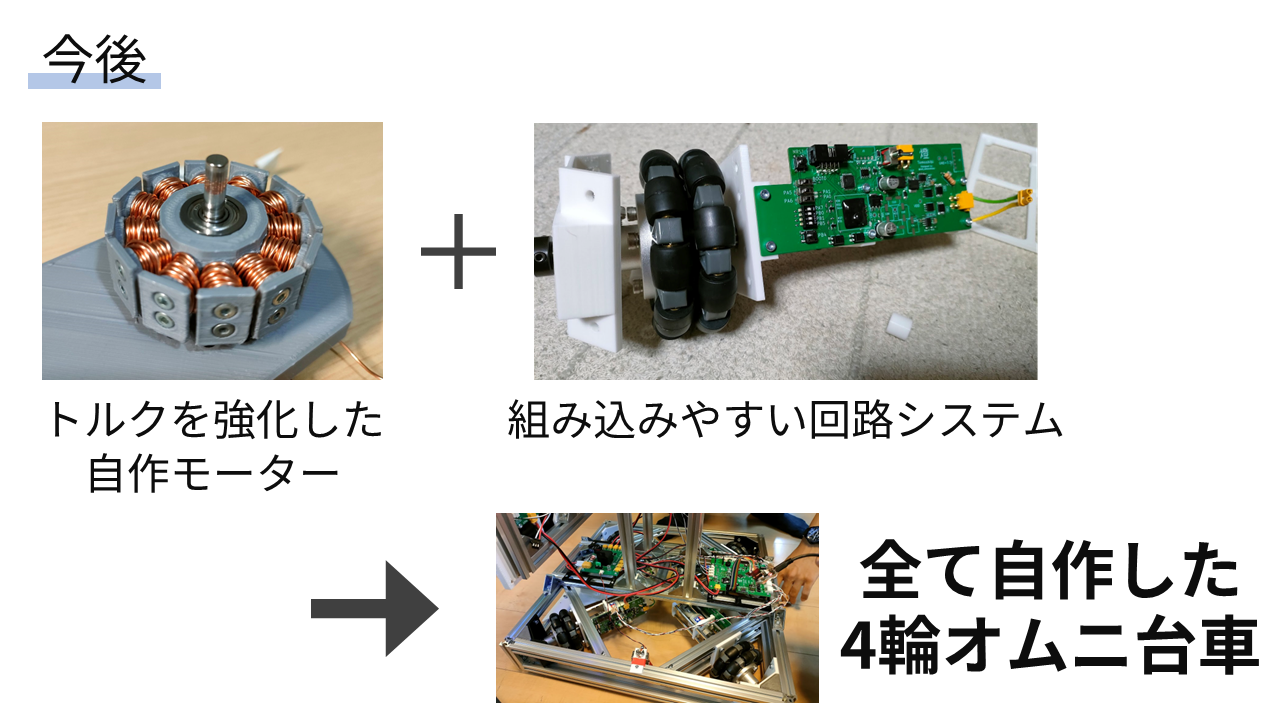 今後
トルクを強化した
自作モーター
組み込みやすい回路システム
全て自作した
4輪オムニ台車